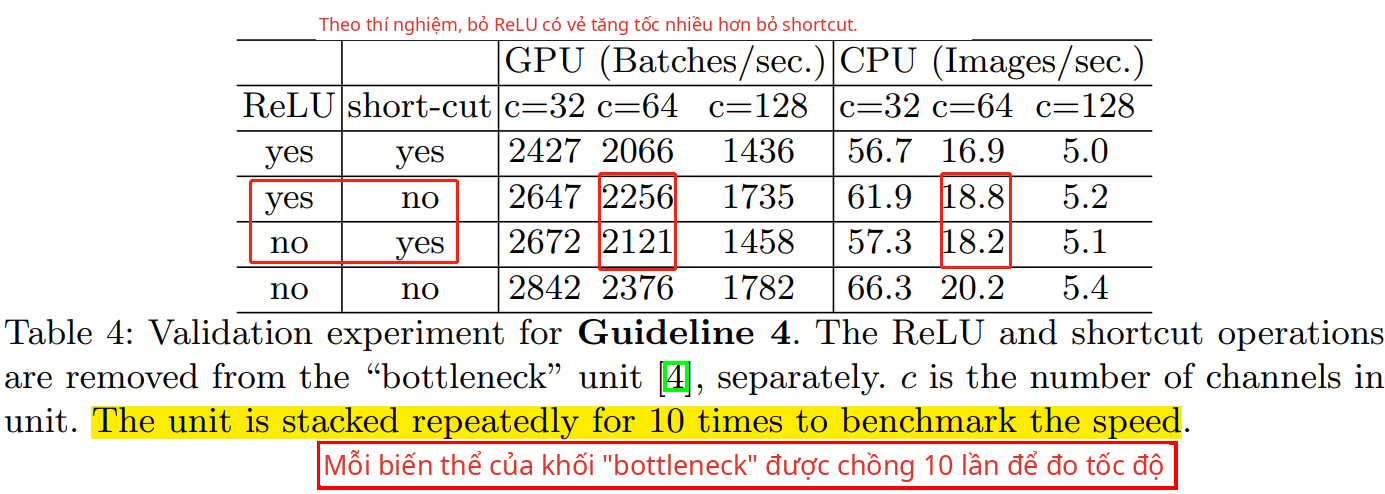 Theo thí nghiệm, bỏ ReLU có vẻ tăng tốc nhiều hơn bỏ shortcut.
GPU (Batches/sec.) CPU (Images/sec.)
ReLU short-cut c=32 c=64 c=128 c=32 c=64 c=128
yes yes 2427 2066 1436 56.7 16.9 5.0
yes no 2647 2256 1735 61.9 18.8 5.2
no yes 2672 2121 1458 57.3 18.2 5.1
no no 2842 2376 1782 66.3 20.2 5.4
Table 4: Validation experiment for Guideline 4. The ReLU and shortcut operations
are removed from the “bottleneck” unit [4], separately. c is the number of channels in
unit. The unit is stacked repeatedly for 10 times to benchmark the speed.
Mỗi biến thể của khối "bottleneck" được chồng 10 lần để đo tốc độ